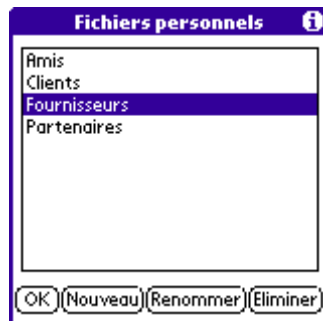 Fichiers personnels
Amis
Clients
Fournisseurs
Partenaires
OK Nouveau Renommer Eliminer